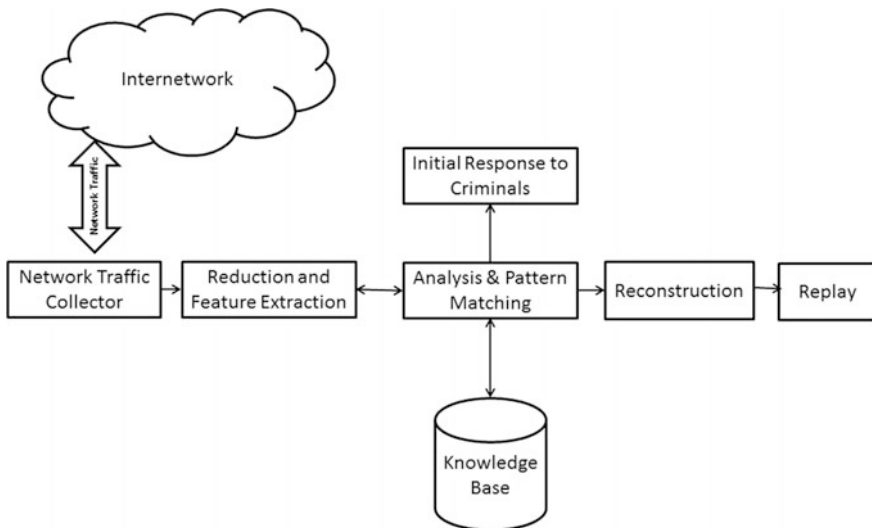 Internetwork
Network Traffic
Initial Response to
Criminals
Network Traffic
Collector
Reduction and
Feature Extraction
Analysis & Pattern
Matching
Reconstruction
Replay
Knowledge
Base